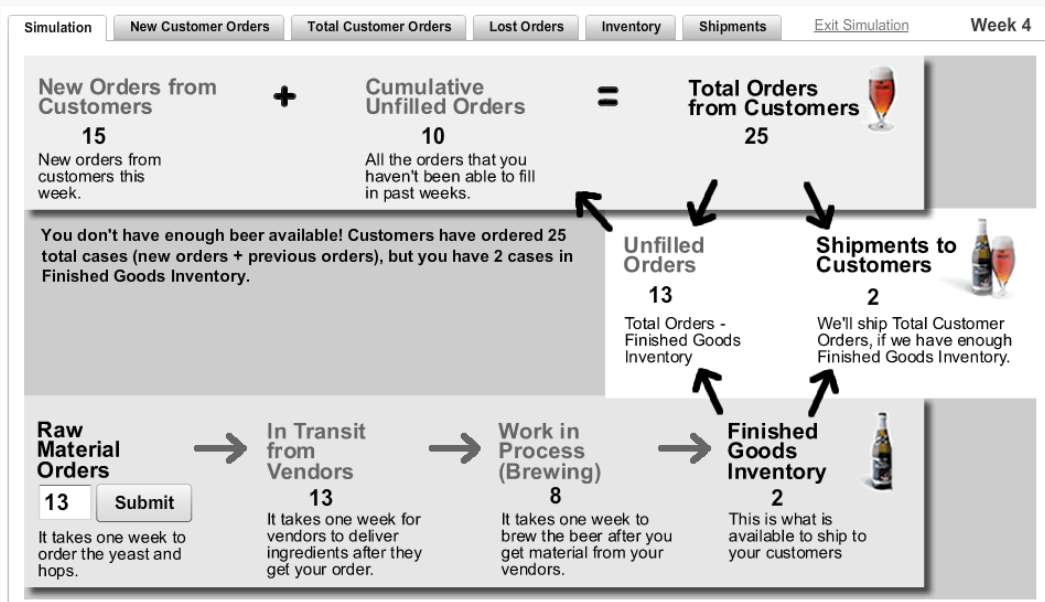 Simulation New Customer Orders Total Customer Orders Lost Orders Inventory Shipments Exit Simulation Week 4
New Orders from
Customers
15
New orders from
customers this
week.
+
Cumulative
Unfilled Orders
10
All the orders that you
haven't been able to fill
in past weeks.
=
Total Orders
from Customers
25
You don't have enough beer available! Customers have ordered 25
total cases (new orders + previous orders), but you have 2 cases in
Finished Goods Inventory.
Unfilled
Orders
13
Total Orders -
Finished Goods
Inventory
Shipments to
Customers
2
We'll ship Total Customer
Orders, if we have enough
Finished Goods Inventory.
Raw
Material
Orders
13 Submit
It takes one week to
order the yeast and
hops.
In Transit
from
Vendors
13
It takes one week for
vendors to deliver
ingredients after they
get your order.
Work in
Process
(Brewing)
8
It takes one week to
brew the beer after you
get material from your
vendors.
Finished
Goods
Inventory
2
This is what is
available to ship to
your customers